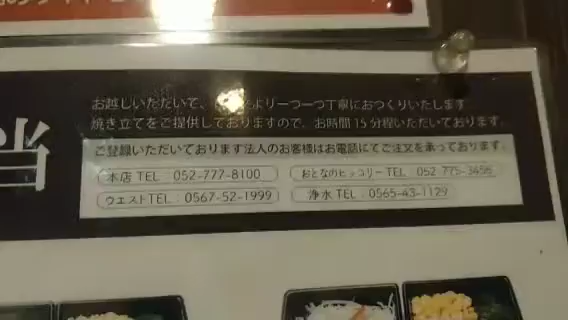 お越しいただいて、 より一つ一つ丁寧におつくりいたします
焼き立てをご提供しておりますので、お時間15分程いただいております。
当
ご登録いただいております法人のお客様はお電話にてご注文を承っております。
本店 TEL 052-777-8100
おとなのヒッコリー TEL 052-775-3456
ウエスト TEL 0567-52-1999
浄水 TEL 0565-43-1129